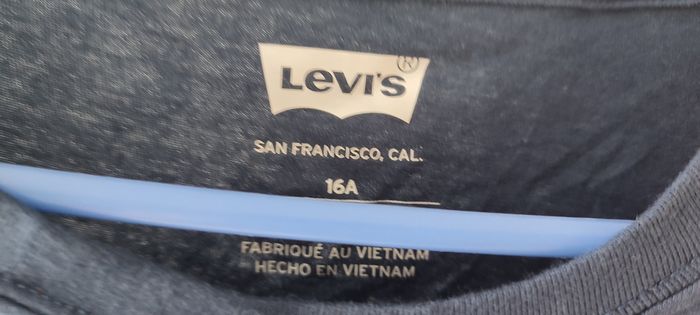 Levi's®
SAN FRANCISCO, CAL.
16A
FABRIQUÉ AU VIETNAM
HECHO EN VIETNAM